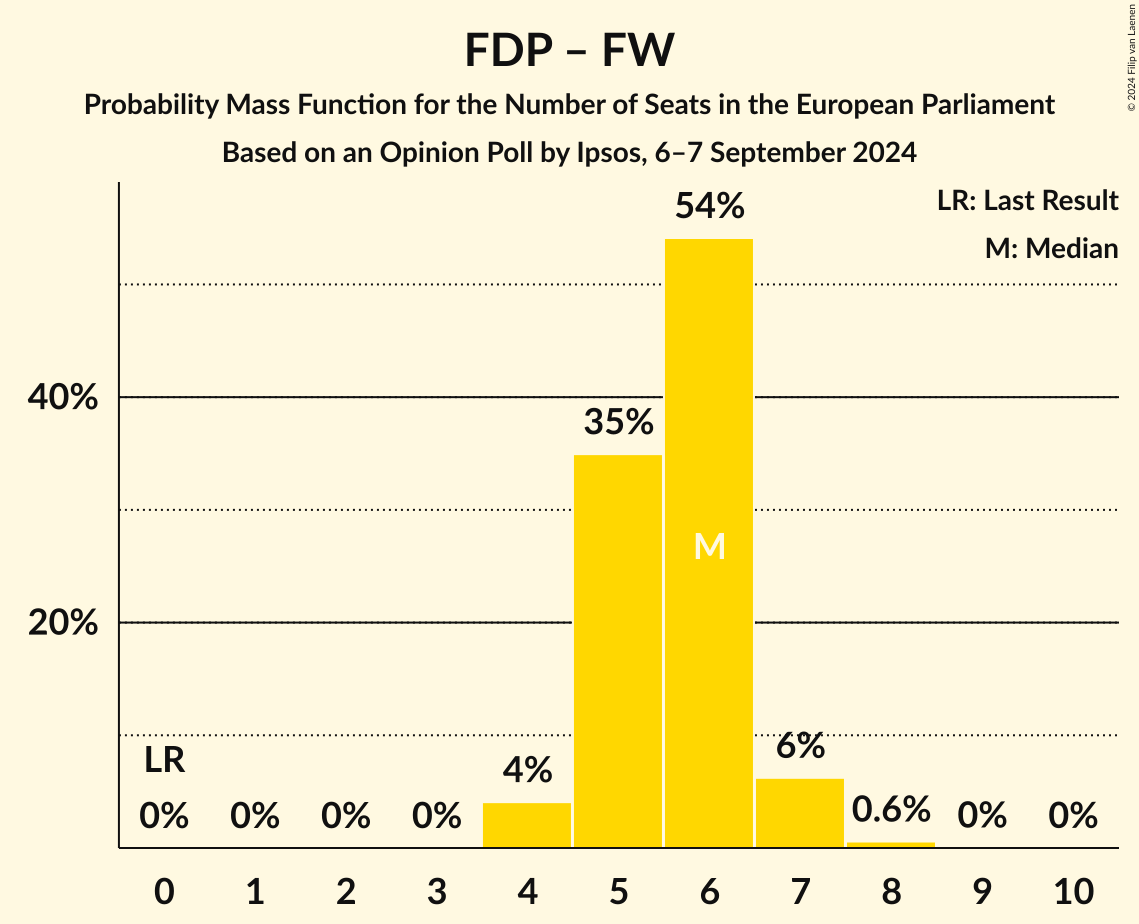 FDP – FW
Probability Mass Function for the Number of Seats in the European Parliament
Based on an Opinion Poll by Ipsos, 6–7 September 2024
© 2024 Filip van Laenen
LR: Last Result
M: Median
54%
40%
35%
M
20%
LR
6%
4%
0% 0% 0% 0% 0.6% 0% 0%
0 1 2 3 4 5 6 7 8 9 10